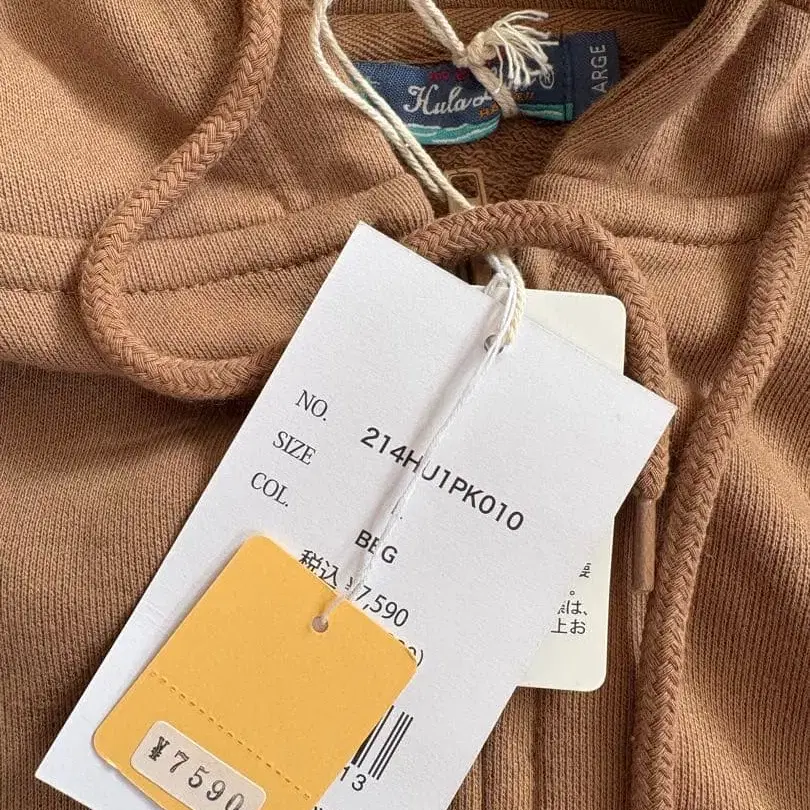 Hula
ARGE
NO.
214HU1PK010
SIZE
COL.
BEG
税込 ¥7,590
¥7590
は、
上お
13